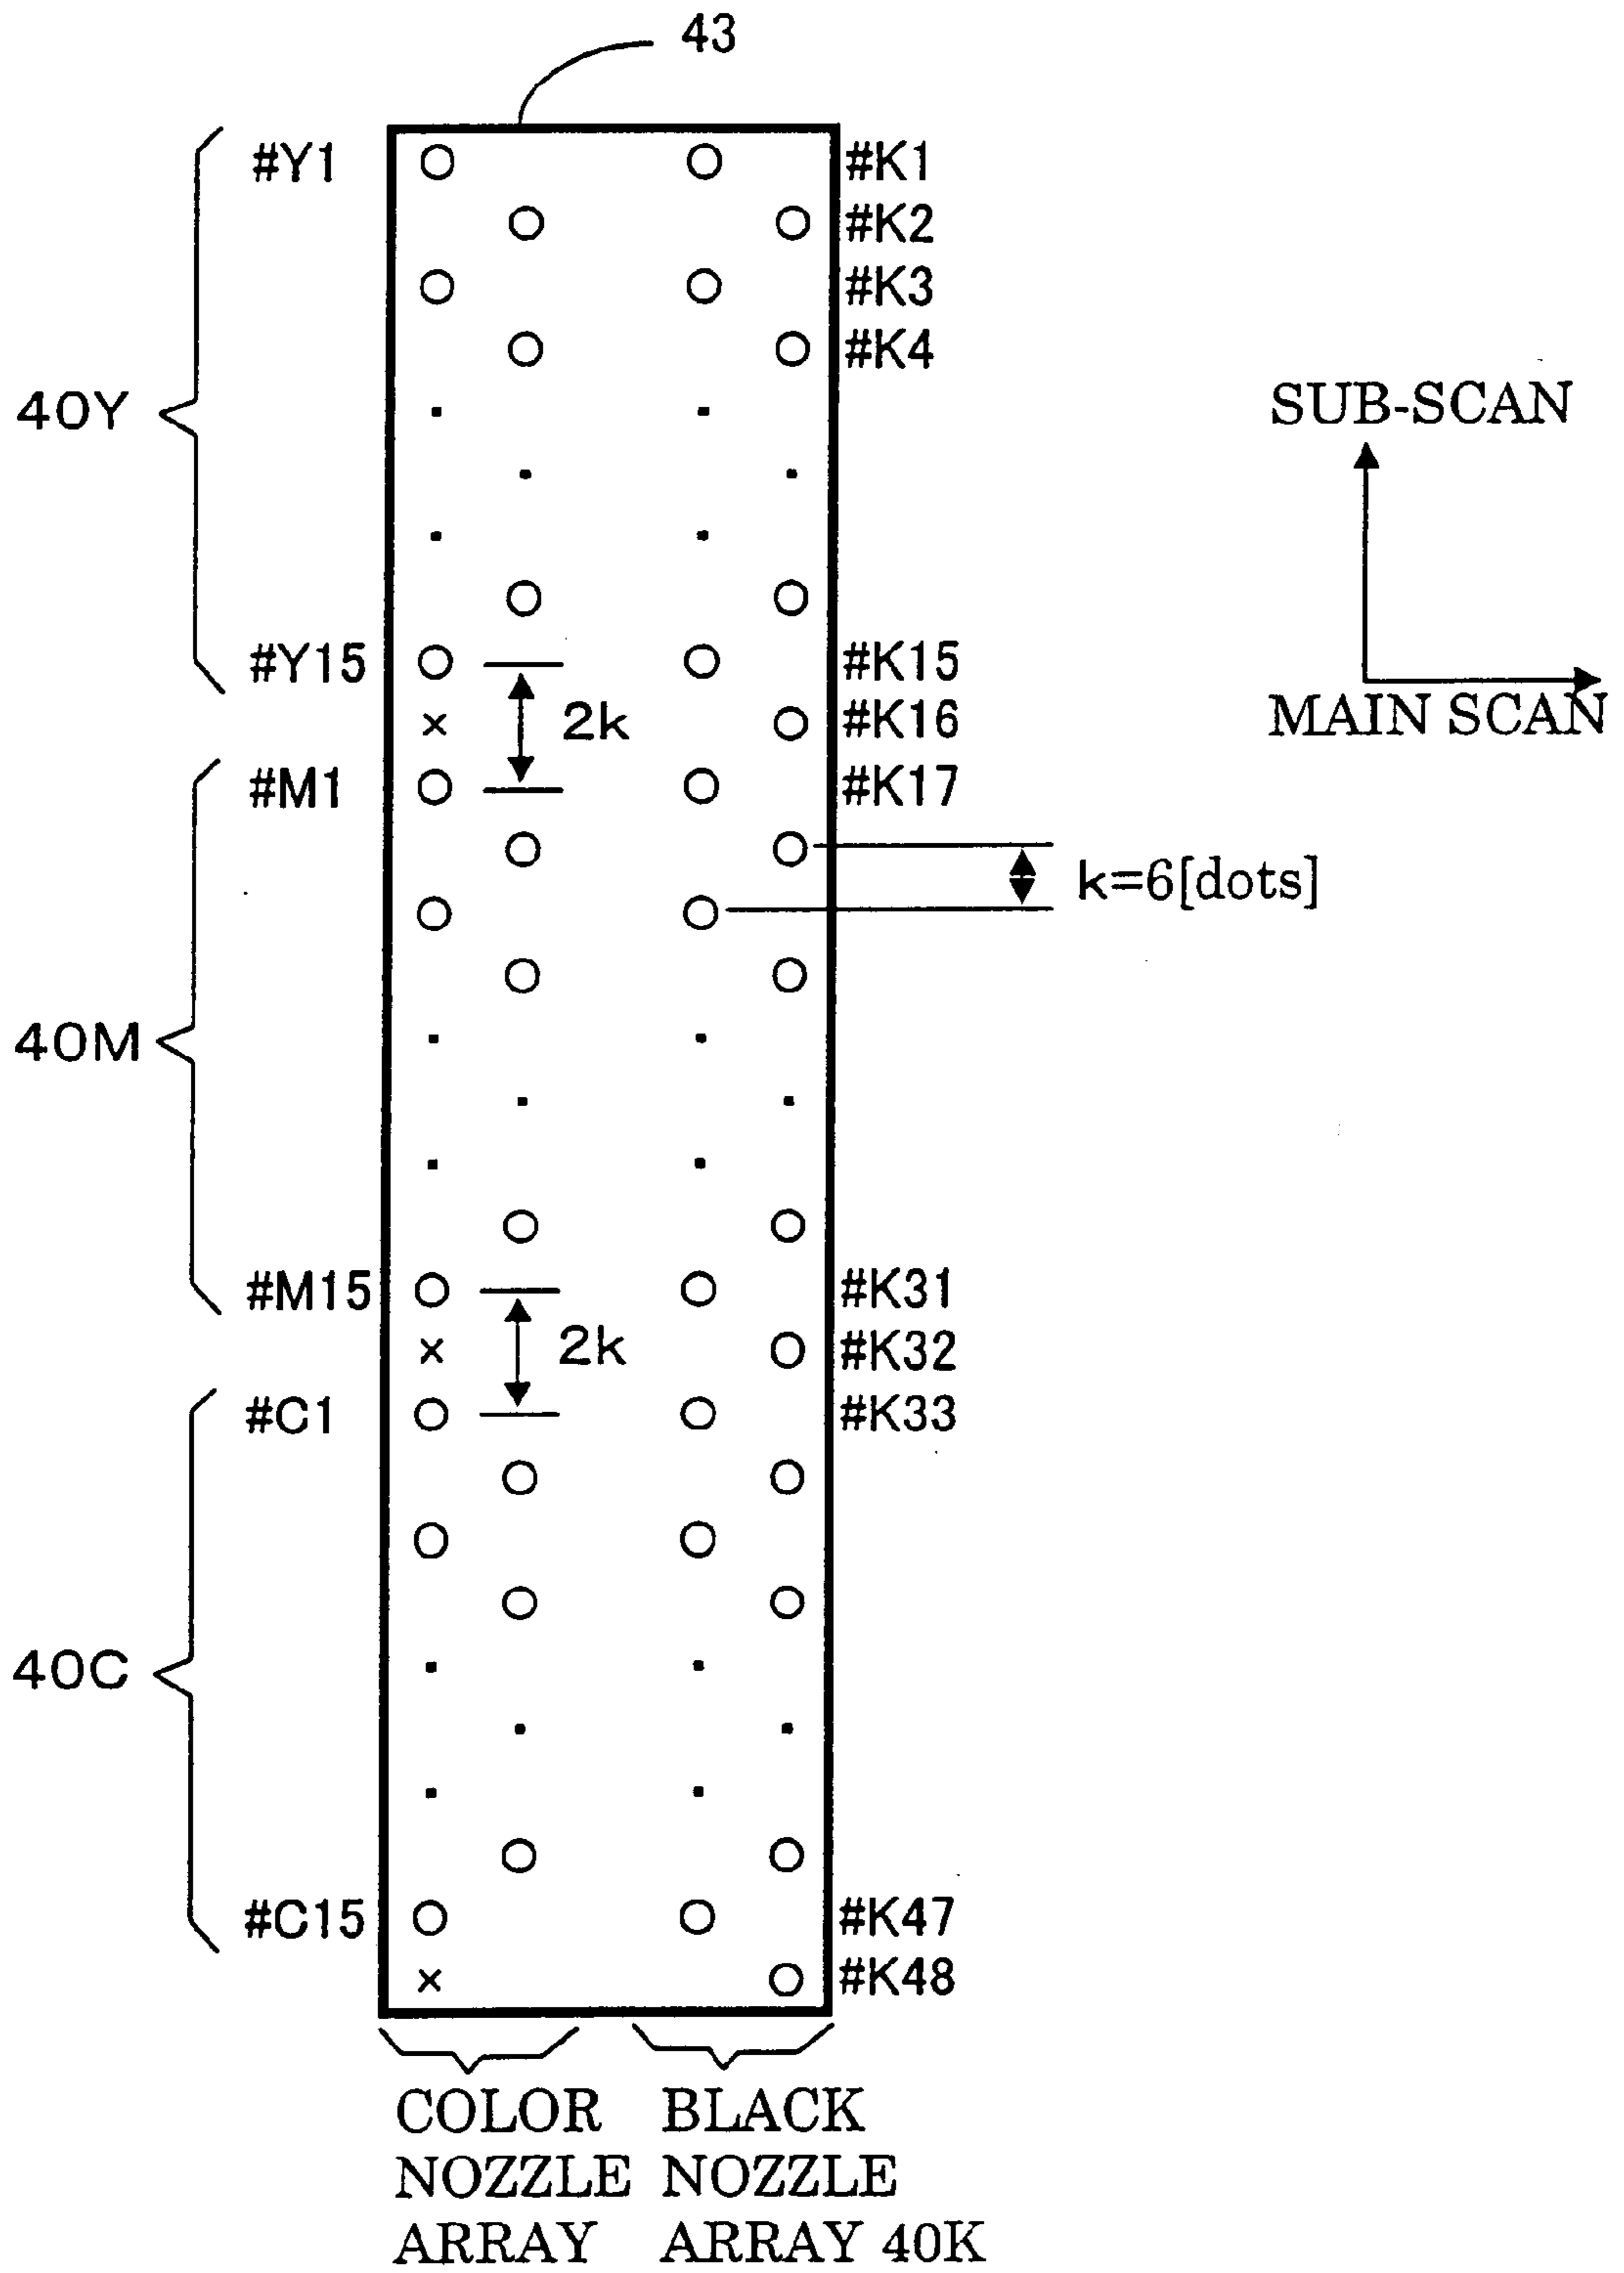 43
#Y1 #K1
#K2
#K3
#K4
40Y
SUB-SCAN
#Y15 #K15
× 2k #K16
MAIN SCAN
#M1 #K17
k=6[dots]
40M
#M15 #K31
× 2k #K32
#C1 #K33
40C
#C15 #K47
× #K48
COLOR
NOZZLE
ARRAY
BLACK
NOZZLE
ARRAY 40K